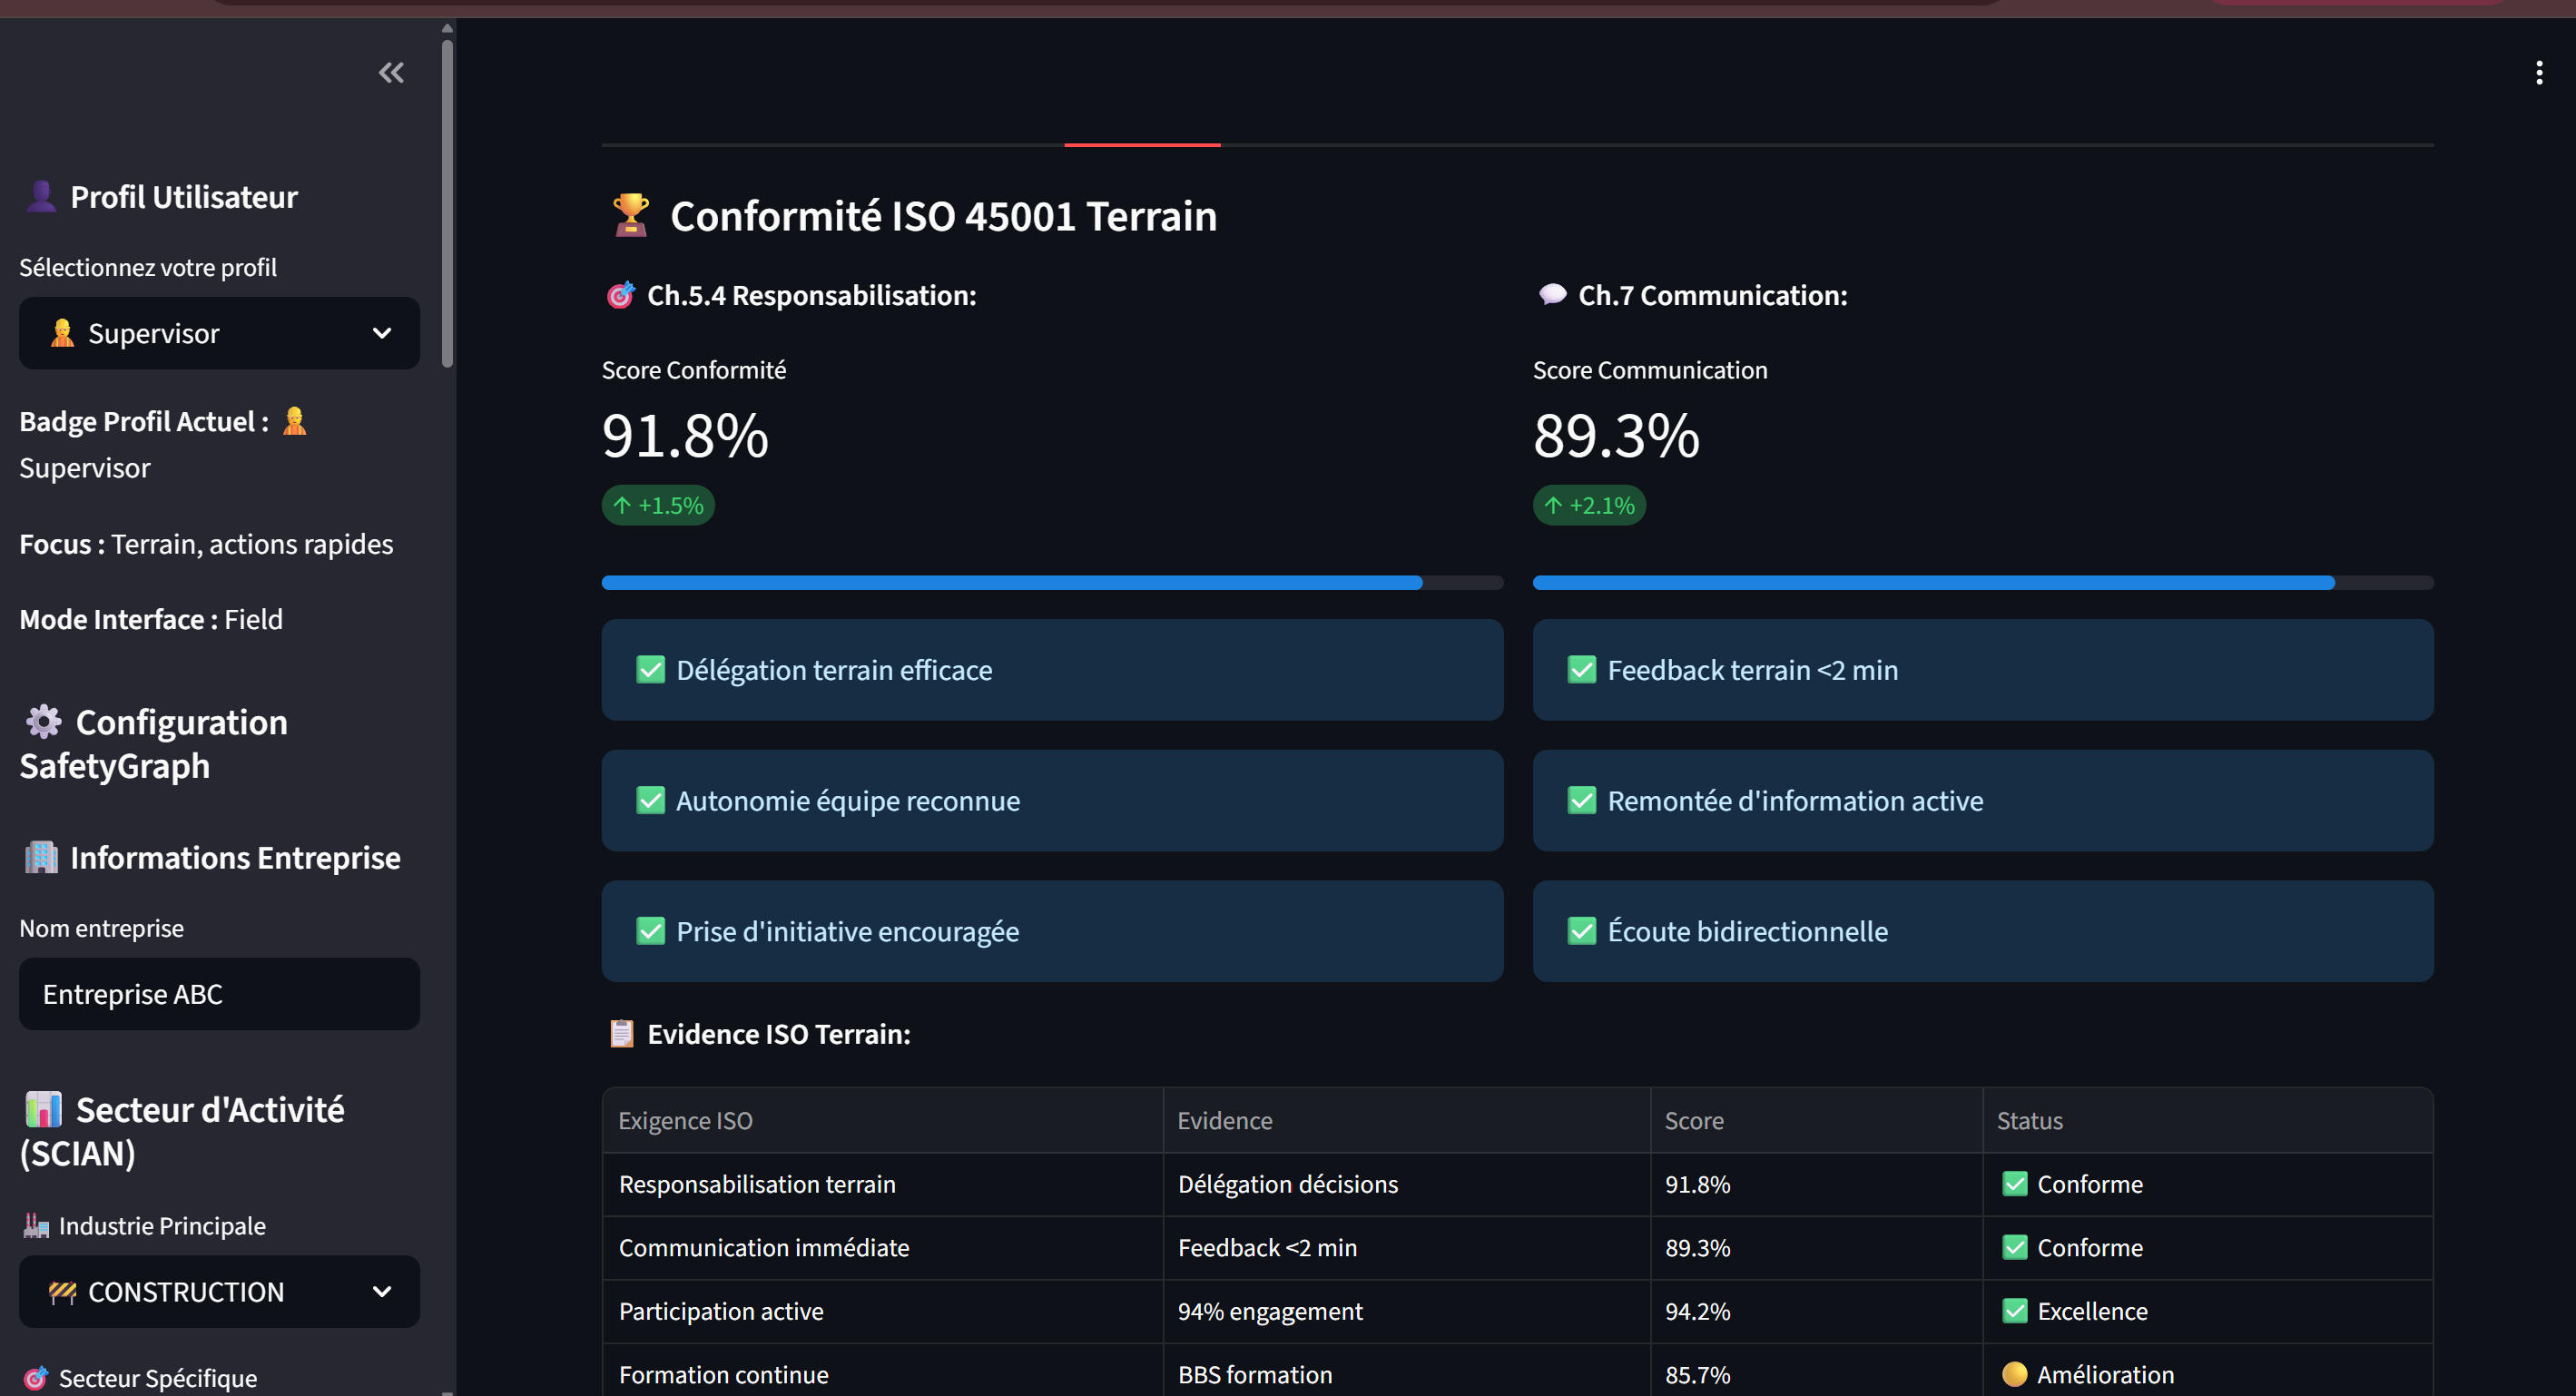 Profil Utilisateur
Sélectionnez votre profil
Supervisor
Badge Profil Actuel :
Supervisor
Focus : Terrain, actions rapides
Mode Interface : Field
Configuration
SafetyGraph
Informations Entreprise
Nom entreprise
Entreprise ABC
Secteur d'Activité
(SCIAN)
Industrie Principale
CONSTRUCTION
Secteur Spécifique
Conformité ISO 45001 Terrain
Ch.5.4 Responsabilisation:
Score Conformité
91.8%
↑ +1.5%
Délégation terrain efficace
Autonomie équipe reconnue
Prise d'initiative encouragée
Ch.7 Communication:
Score Communication
89.3%
↑ +2.1%
Feedback terrain <2 min
Remontée d'information active
Écoute bidirectionnelle
Evidence ISO Terrain:
Exigence ISO Evidence Score Status
Responsabilisation terrain Délégation décisions 91.8% Conforme
Communication immédiate Feedback <2 min 89.3% Conforme
Participation active 94% engagement 94.2% Excellence
Formation continue BBS formation 85.7% Amélioration